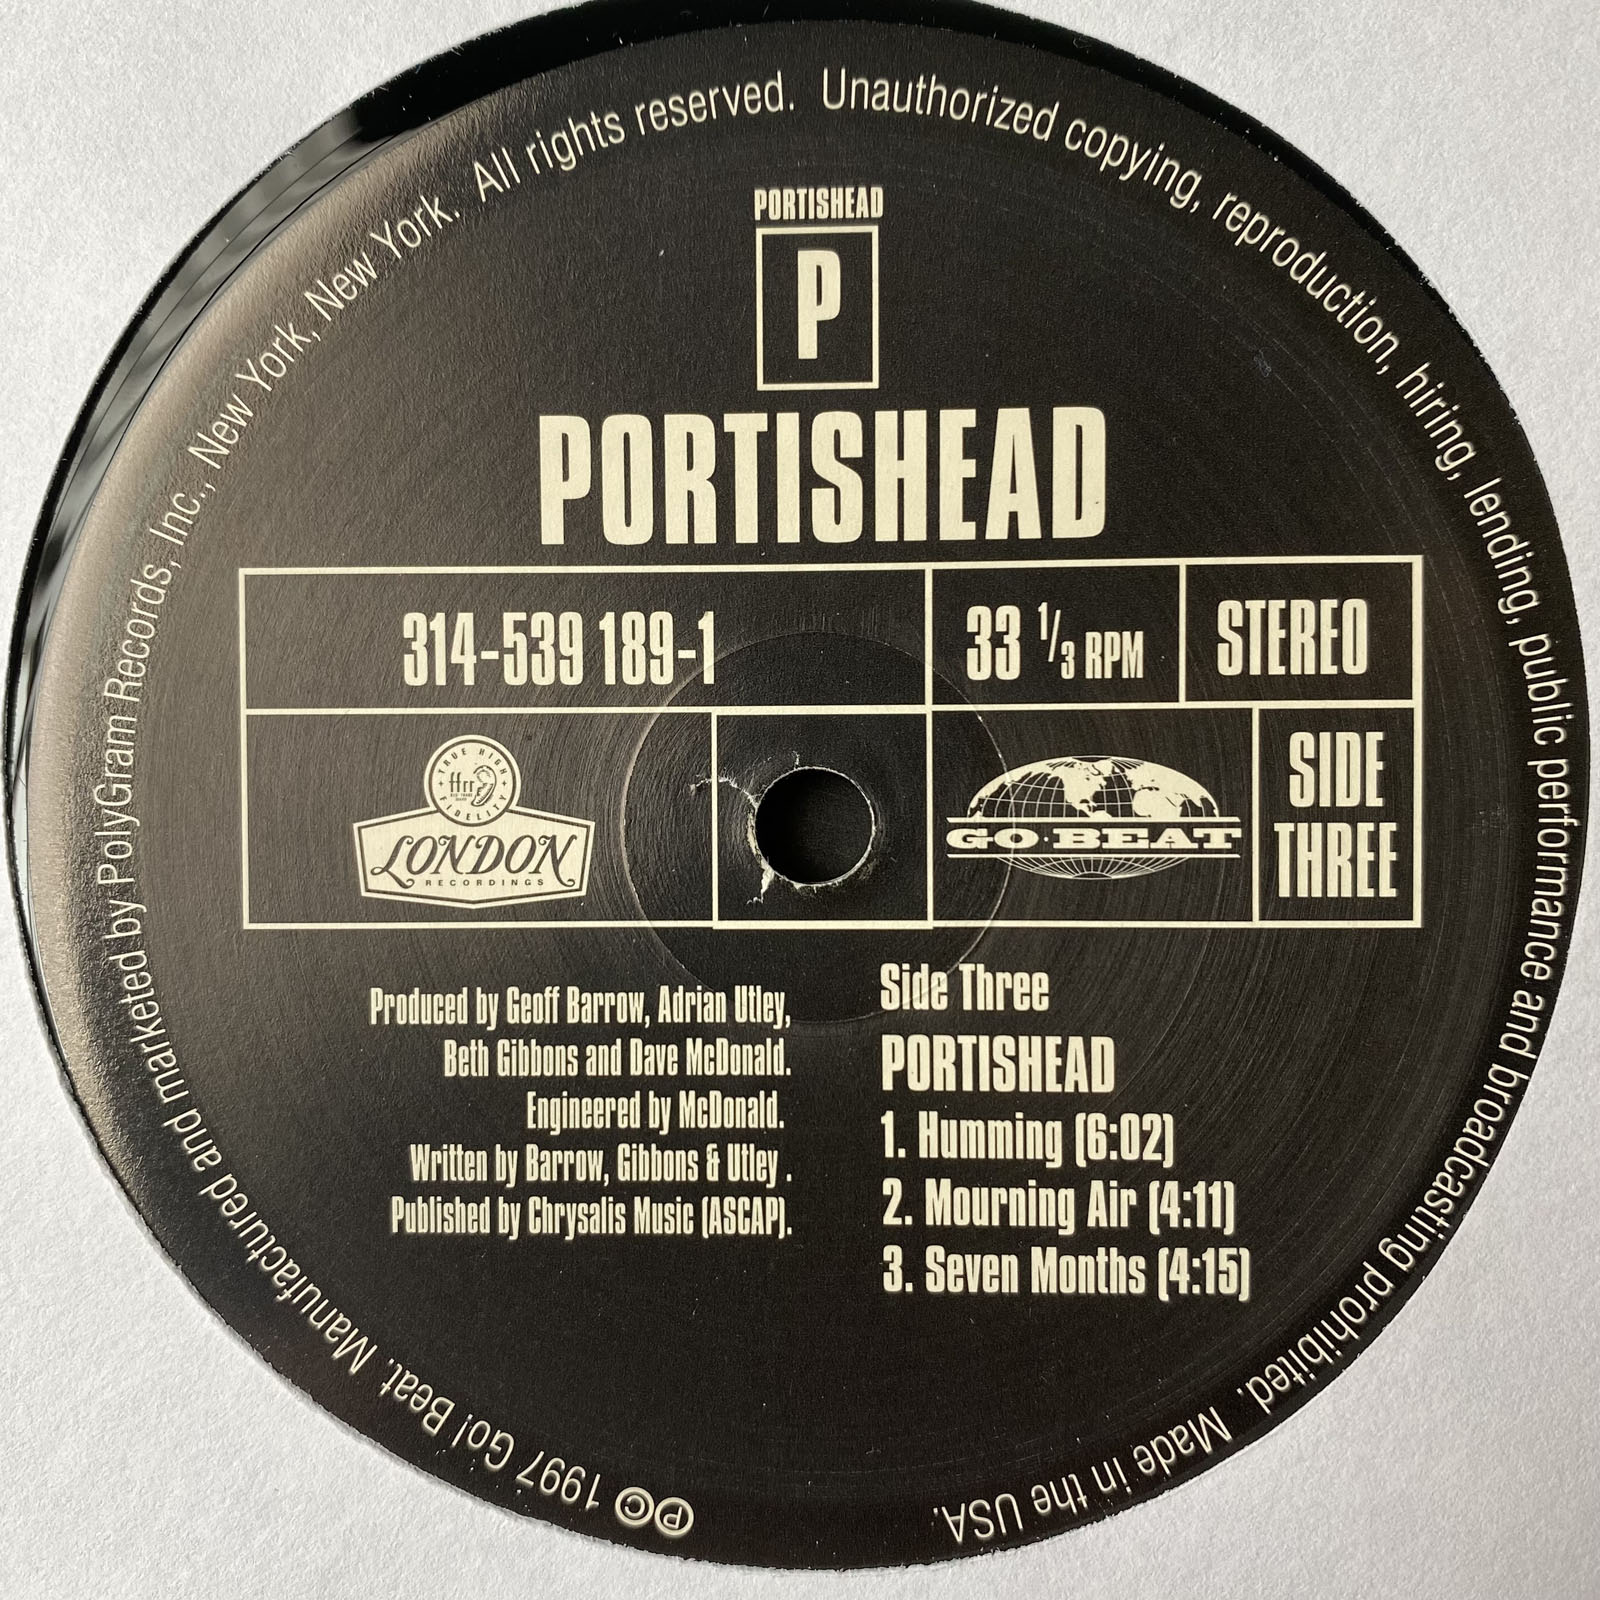 PORTISHEAD
P
PORTISHEAD
314-539 189-1
33 1/3 RPM
STEREO
TRUE HIGH FIDELITY
ffrr
LONDON
RECORDINGS
GO·BEAT
SIDE
THREE
Produced by Geoff Barrow, Adrian Utley,
Beth Gibbons and Dave McDonald.
Engineered by McDonald.
Written by Barrow, Gibbons & Utley .
Published by Chrysalis Music (ASCAP).
Side Three
PORTISHEAD
1. Humming (6:02)
2. Mourning Air (4:11)
3. Seven Months (4:15)
℗© 1997 Go! Beat. Manufactured and marketed by PolyGram Records, Inc., New York, New York. All rights reserved. Unauthorized copying, reproduction, hiring, lending, public performance and broadcasting prohibited. Made in the USA.